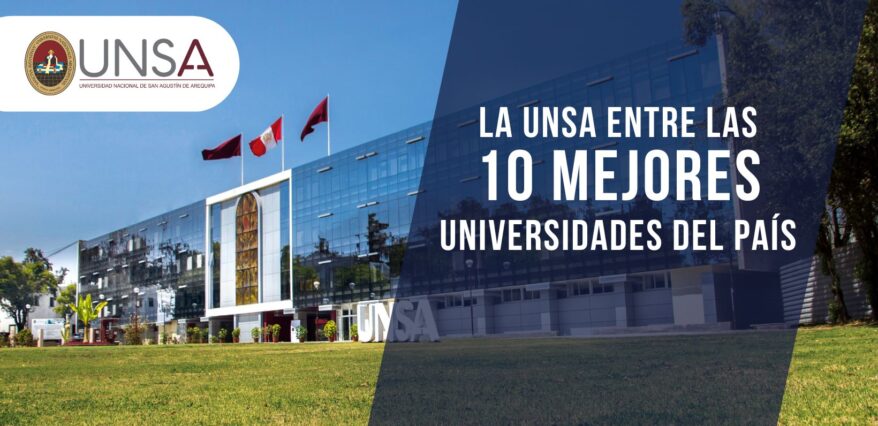 UNSA
UNIVERSIDAD NACIONAL DE SAN AGUSTÍN DE AREQUIPA
LA UNSA ENTRE LAS
10 MEJORES
UNIVERSIDADES DEL PAÍS
UNSA